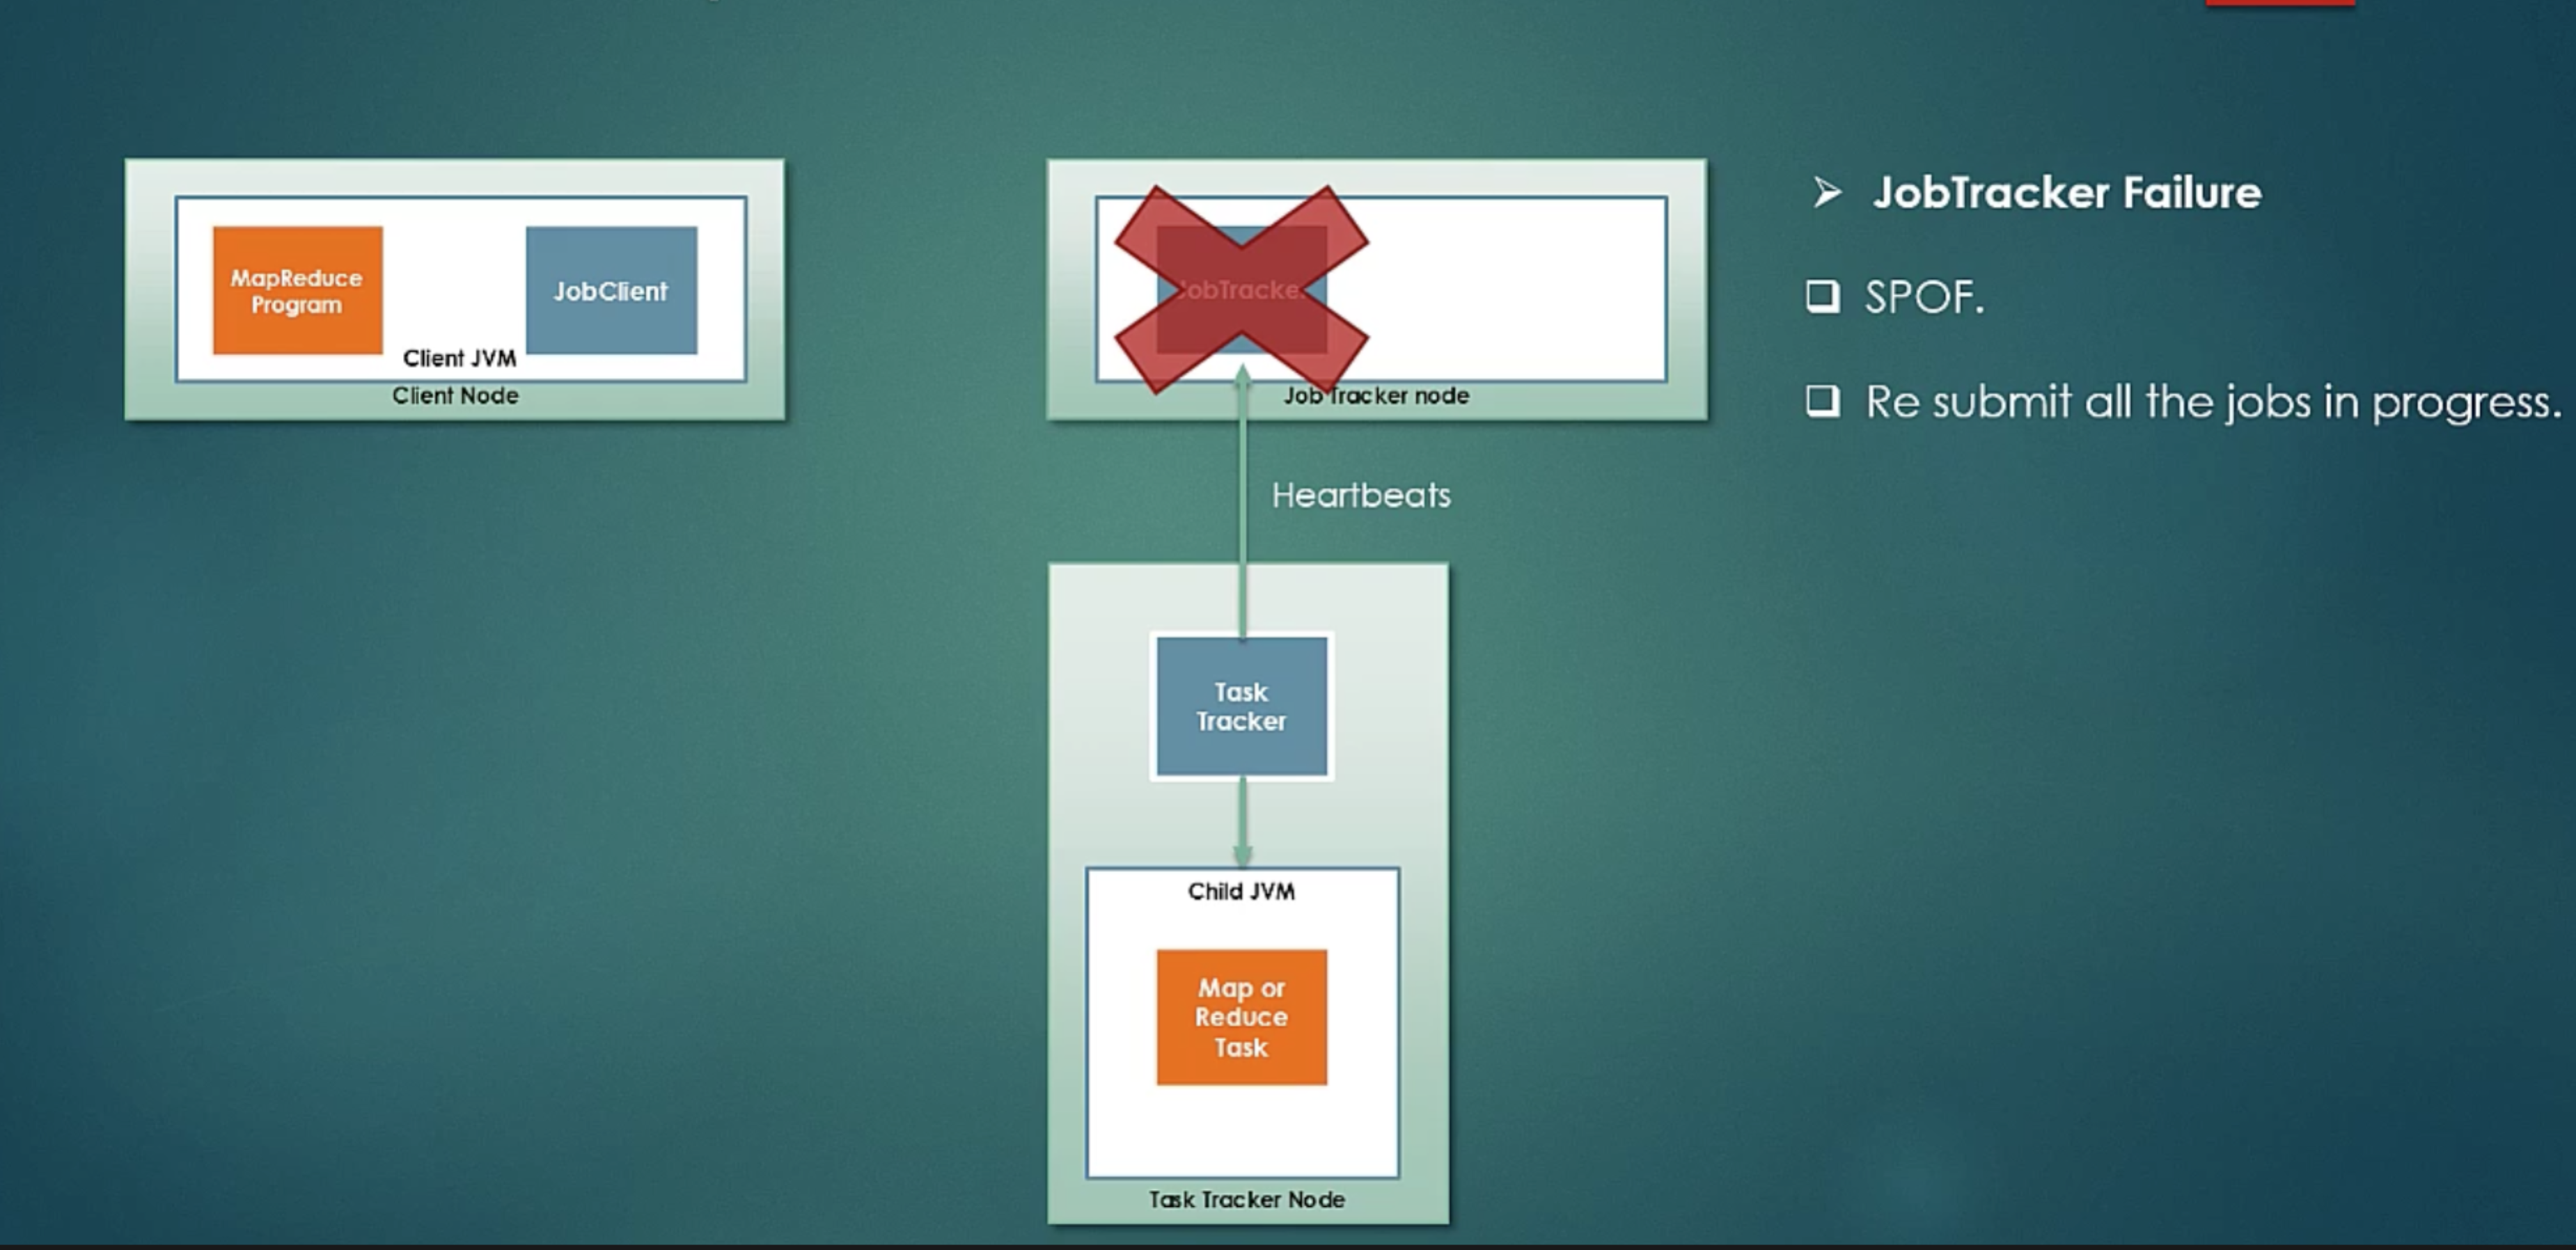 MapReduce
Program
JobClient
Client JVM
Client Node
JobTracker
Job Tracker node
➢ JobTracker Failure
❑ SPOF.
❑ Re submit all the jobs in progress.
Heartbeats
Task
Tracker
Child JVM
Map or
Reduce
Task
Task Tracker Node